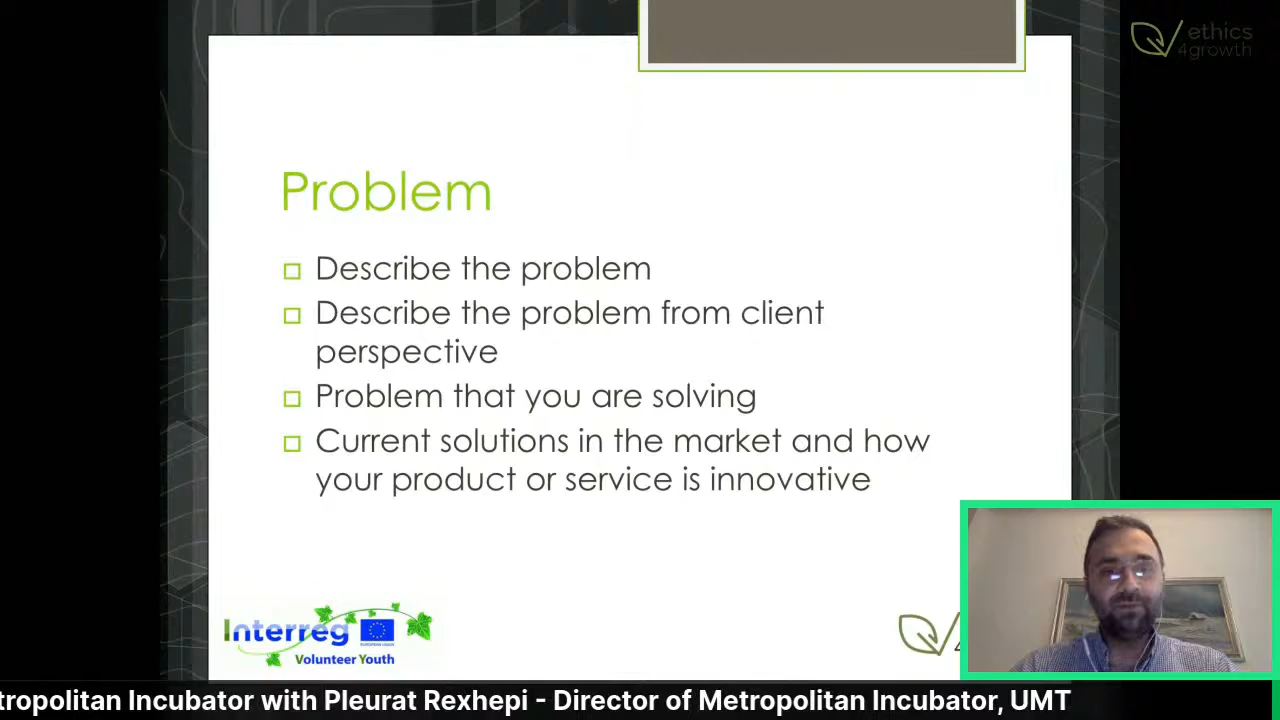 ethics
4growth
Problem
Describe the problem
Describe the problem from client
perspective
Problem that you are solving
Current solutions in the market and how
your product or service is innovative
Interreg
EUROPEAN UNION
Volunteer Youth
tropolitan Incubator with Pleurat Rexhepi - Director of Metropolitan Incubator, UMT